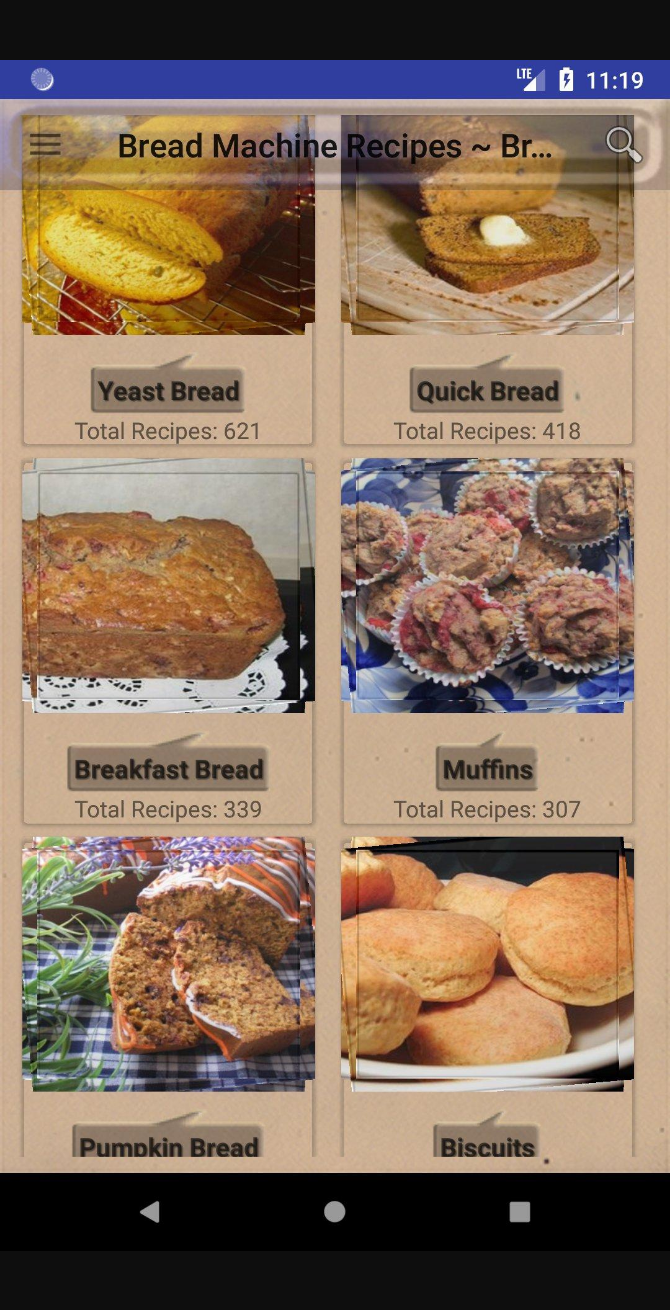 LTE 11:19
Bread Machine Recipes ~ Br...
Yeast Bread
Total Recipes: 621
Quick Bread
Total Recipes: 418
Breakfast Bread
Total Recipes: 339
Muffins
Total Recipes: 307
Pumpkin Bread
Biscuits